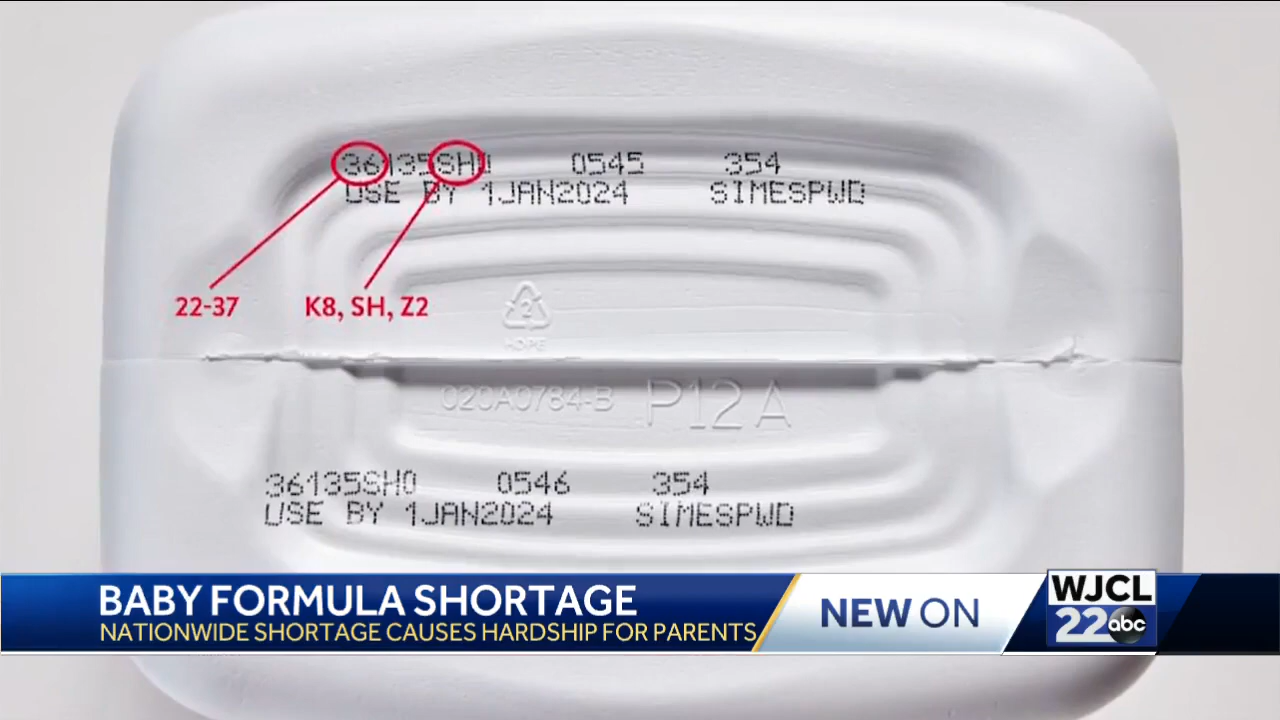 36135SH0 0545 354
USE BY 1JAN2024 SIMESPWD
22-37 K8, SH, Z2
2
HDPE
020A0784-B P12A
36135SH0 0546 354
USE BY 1JAN2024 SIMESPWD
BABY FORMULA SHORTAGE
NATIONWIDE SHORTAGE CAUSES HARDSHIP FOR PARENTS
NEW ON
WJCL
22 abc